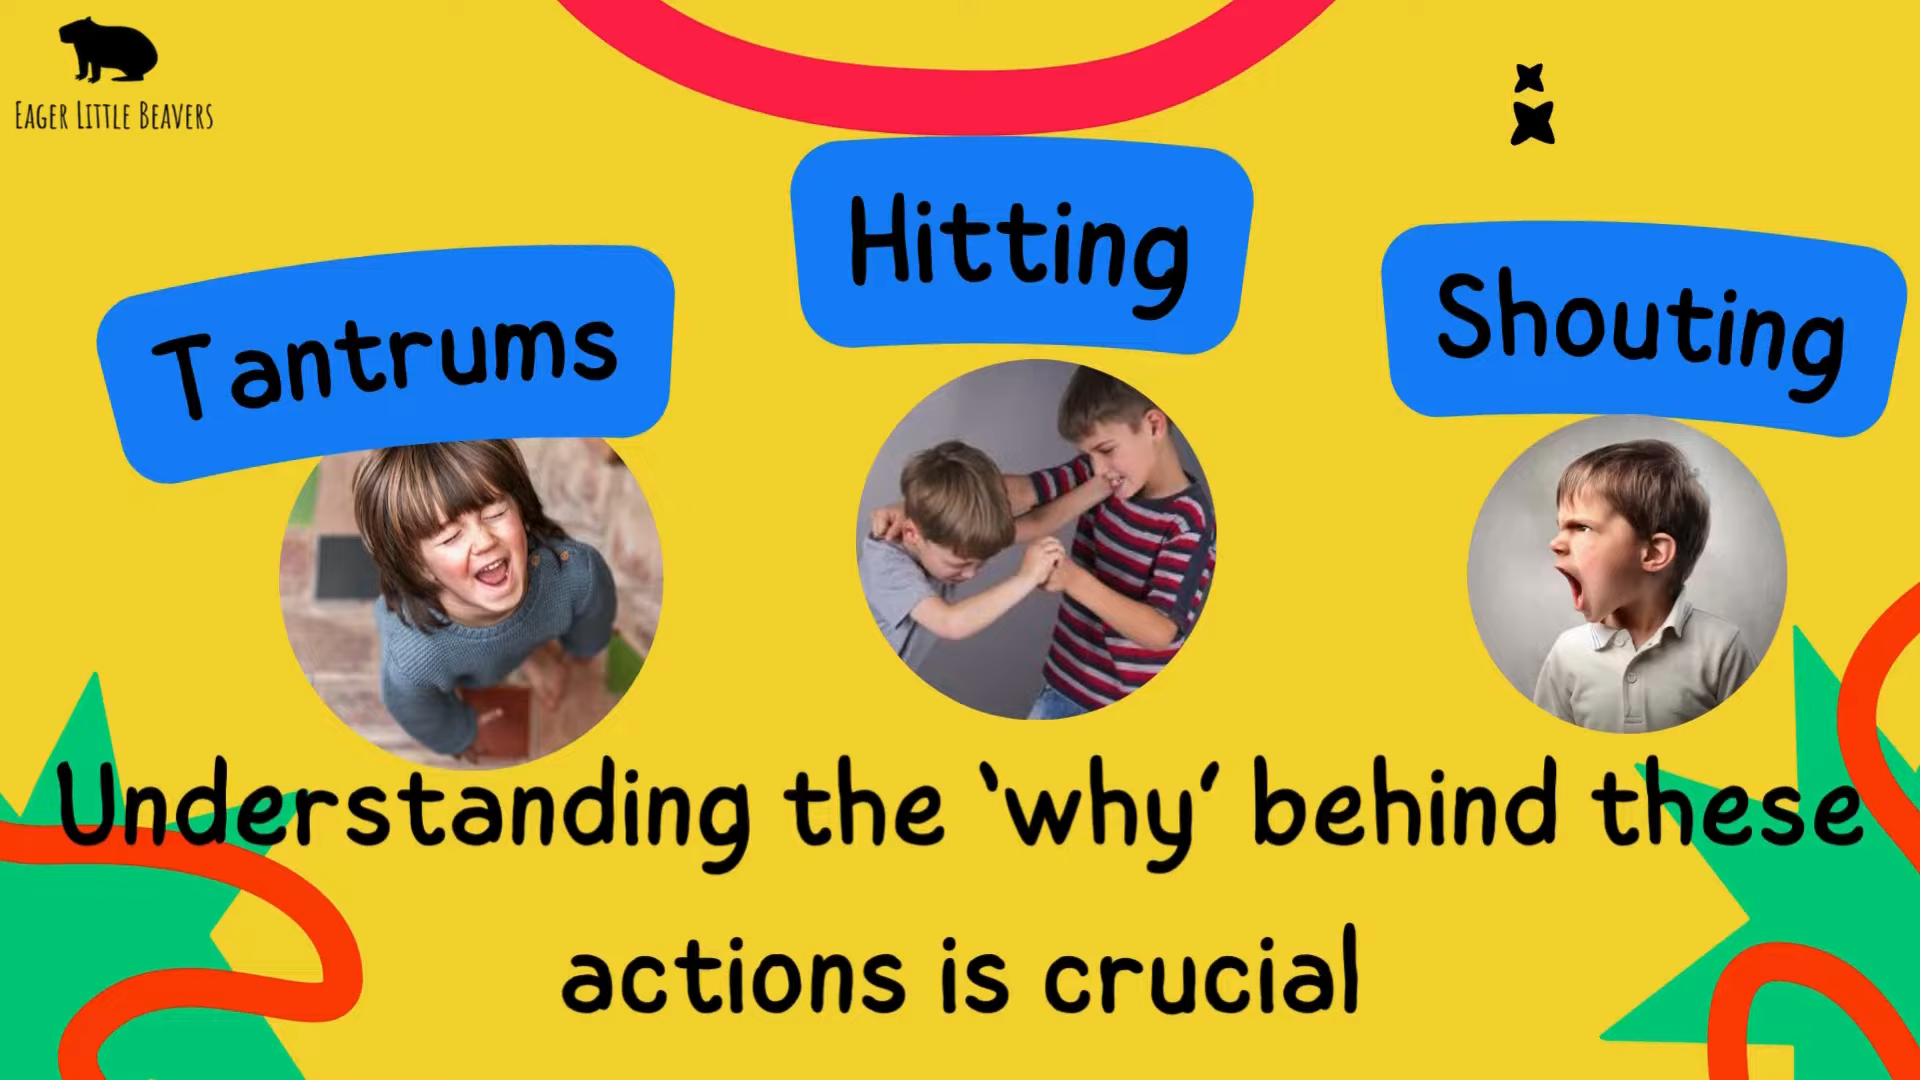 EAGER LITTLE BEAVERS
Hitting
Tantrums
Shouting
Understanding the 'why' behind these
actions is crucial